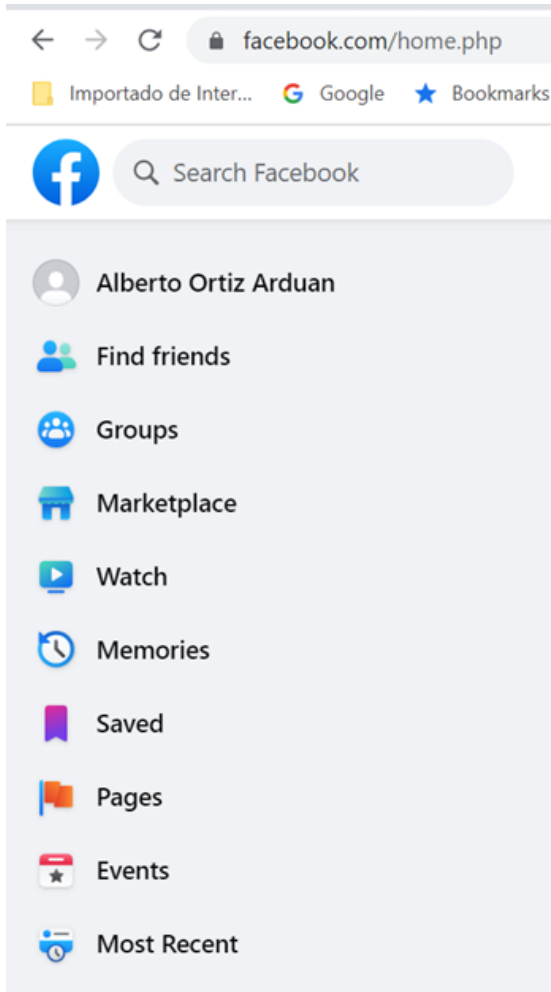 facebook.com/home.php
Importado de Inter... Google Bookmarks
Search Facebook
Alberto Ortiz Arduan
Find friends
Groups
Marketplace
Watch
Memories
Saved
Pages
Events
Most Recent